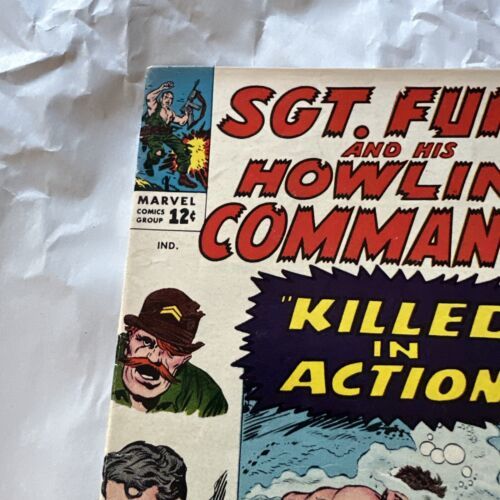 SGT. FUR
AND HIS
HOWLIN
COMMAN
MARVEL
COMICS
GROUP 12¢
IND.
"KILLED
IN
ACTION